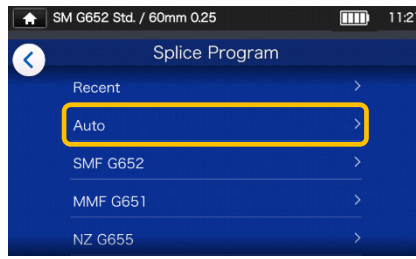 SM G652 Std. / 60mm 0.25
Splice Program
Recent
Auto
SMF G652
MMF G651
NZ G655